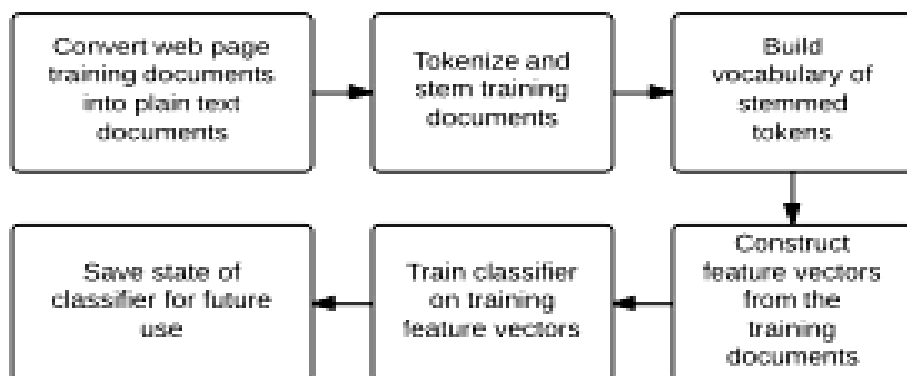 Convert web page
training documents
into plain text
documents
Tokenize and
stem training
documents
Build
vocabulary of
stemmed
tokens
Construct
feature vectors
from the
training
documents
Train classifier
on training
feature vectors
Save state of
classifier for future
use